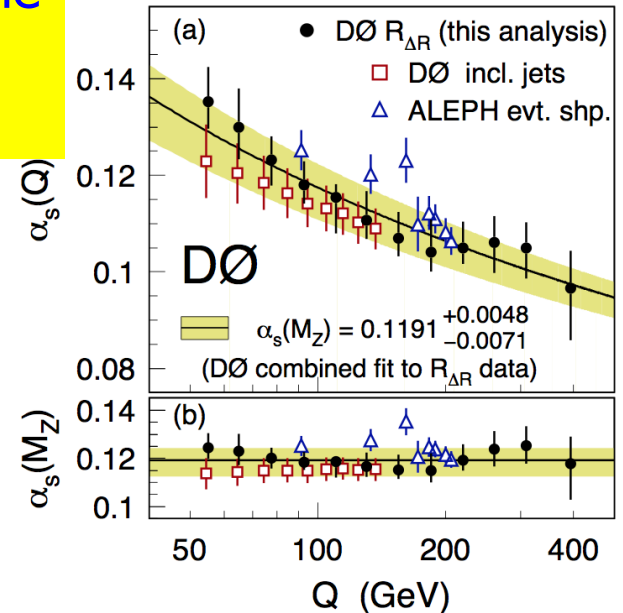 (a)
DØ R_ΔR (this analysis)
DØ incl. jets
ALEPH evt. shp.
0.14
0.12
0.1
0.08
α_s(Q)
DØ
α_s(M_Z) = 0.1191 +0.0048 −0.0071
(DØ combined fit to R_ΔR data)
(b)
0.14
0.12
0.1
α_s(M_Z)
50 100 200 400
Q (GeV)